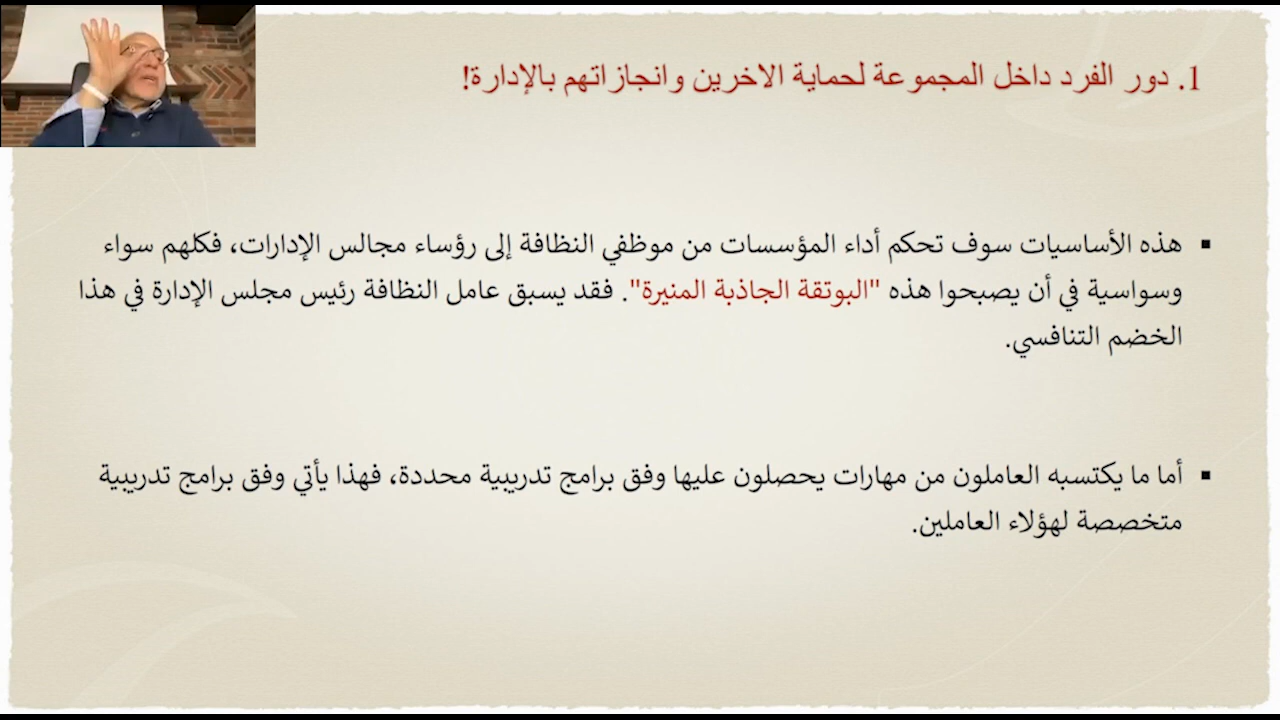 1. دور الفرد داخل المجموعة لحماية الاخرين وانجازاتهم بالإدارة!
▪ هذه الأساسيات سوف تحكم أداء المؤسسات من موظفي النظافة إلى رؤساء مجالس الإدارات، فكلهم سواء
وسواسية في أن يصبحوا هذه "البوتقة الجاذبة المنيرة". فقد يسبق عامل النظافة رئيس مجلس الإدارة في هذا
الخضم التنافسي.
▪ أما ما يكتسبه العاملون من مهارات يحصلون عليها وفق برامج تدريبية محددة، فهذا يأتي وفق برامج تدريبية
متخصصة لهؤلاء العاملين.